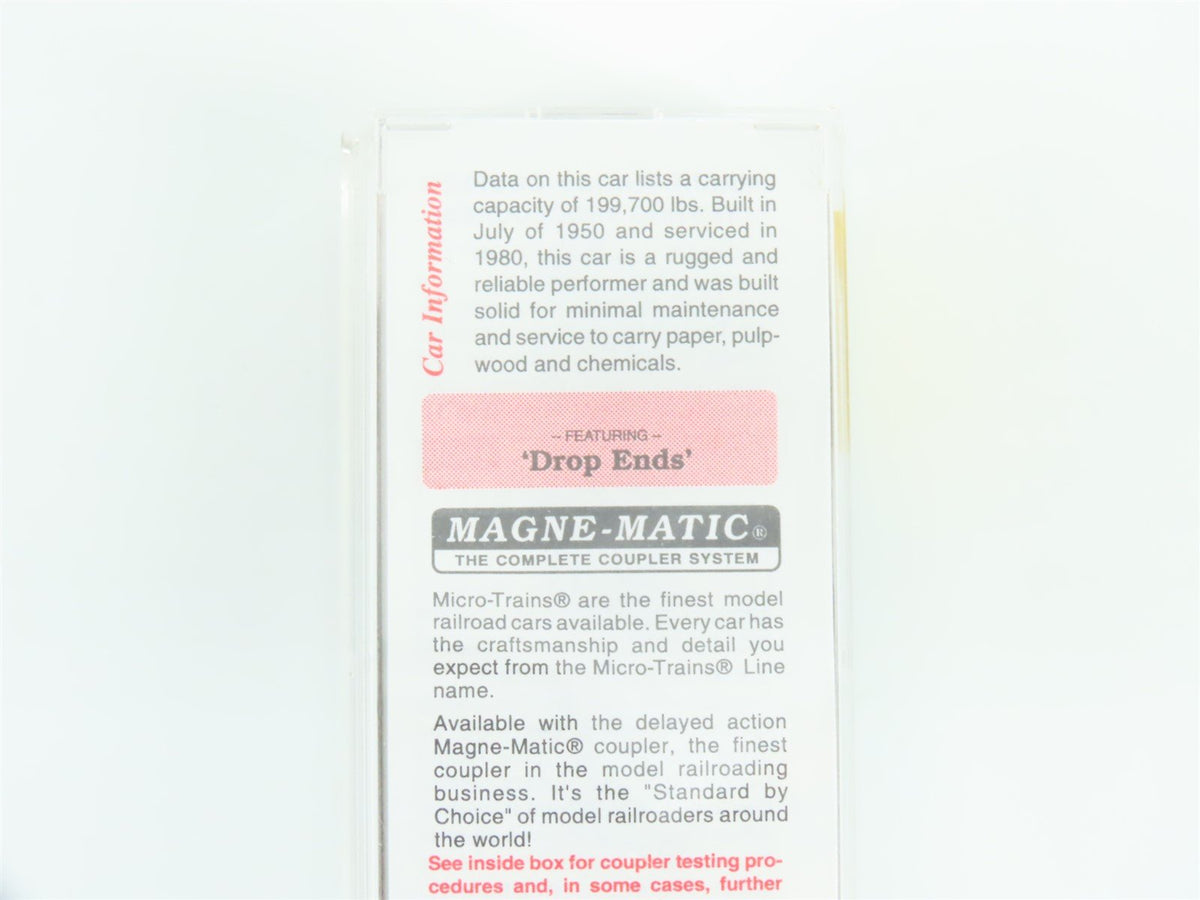 Car Information
Data on this car lists a carrying
capacity of 199,700 lbs. Built in
July of 1950 and serviced in
1980, this car is a rugged and
reliable performer and was built
solid for minimal maintenance
and service to carry paper, pulp-
wood and chemicals.
-- FEATURING --
'Drop Ends'
MAGNE-MATIC®
THE COMPLETE COUPLER SYSTEM
Micro-Trains® are the finest model
railroad cars available. Every car has
the craftsmanship and detail you
expect from the Micro-Trains® Line
name.
Available with the delayed action
Magne-Matic® coupler, the finest
coupler in the model railroading
business. It's the "Standard by
Choice" of model railroaders around
the world!
See inside box for coupler testing pro-
cedures and, in some cases, further